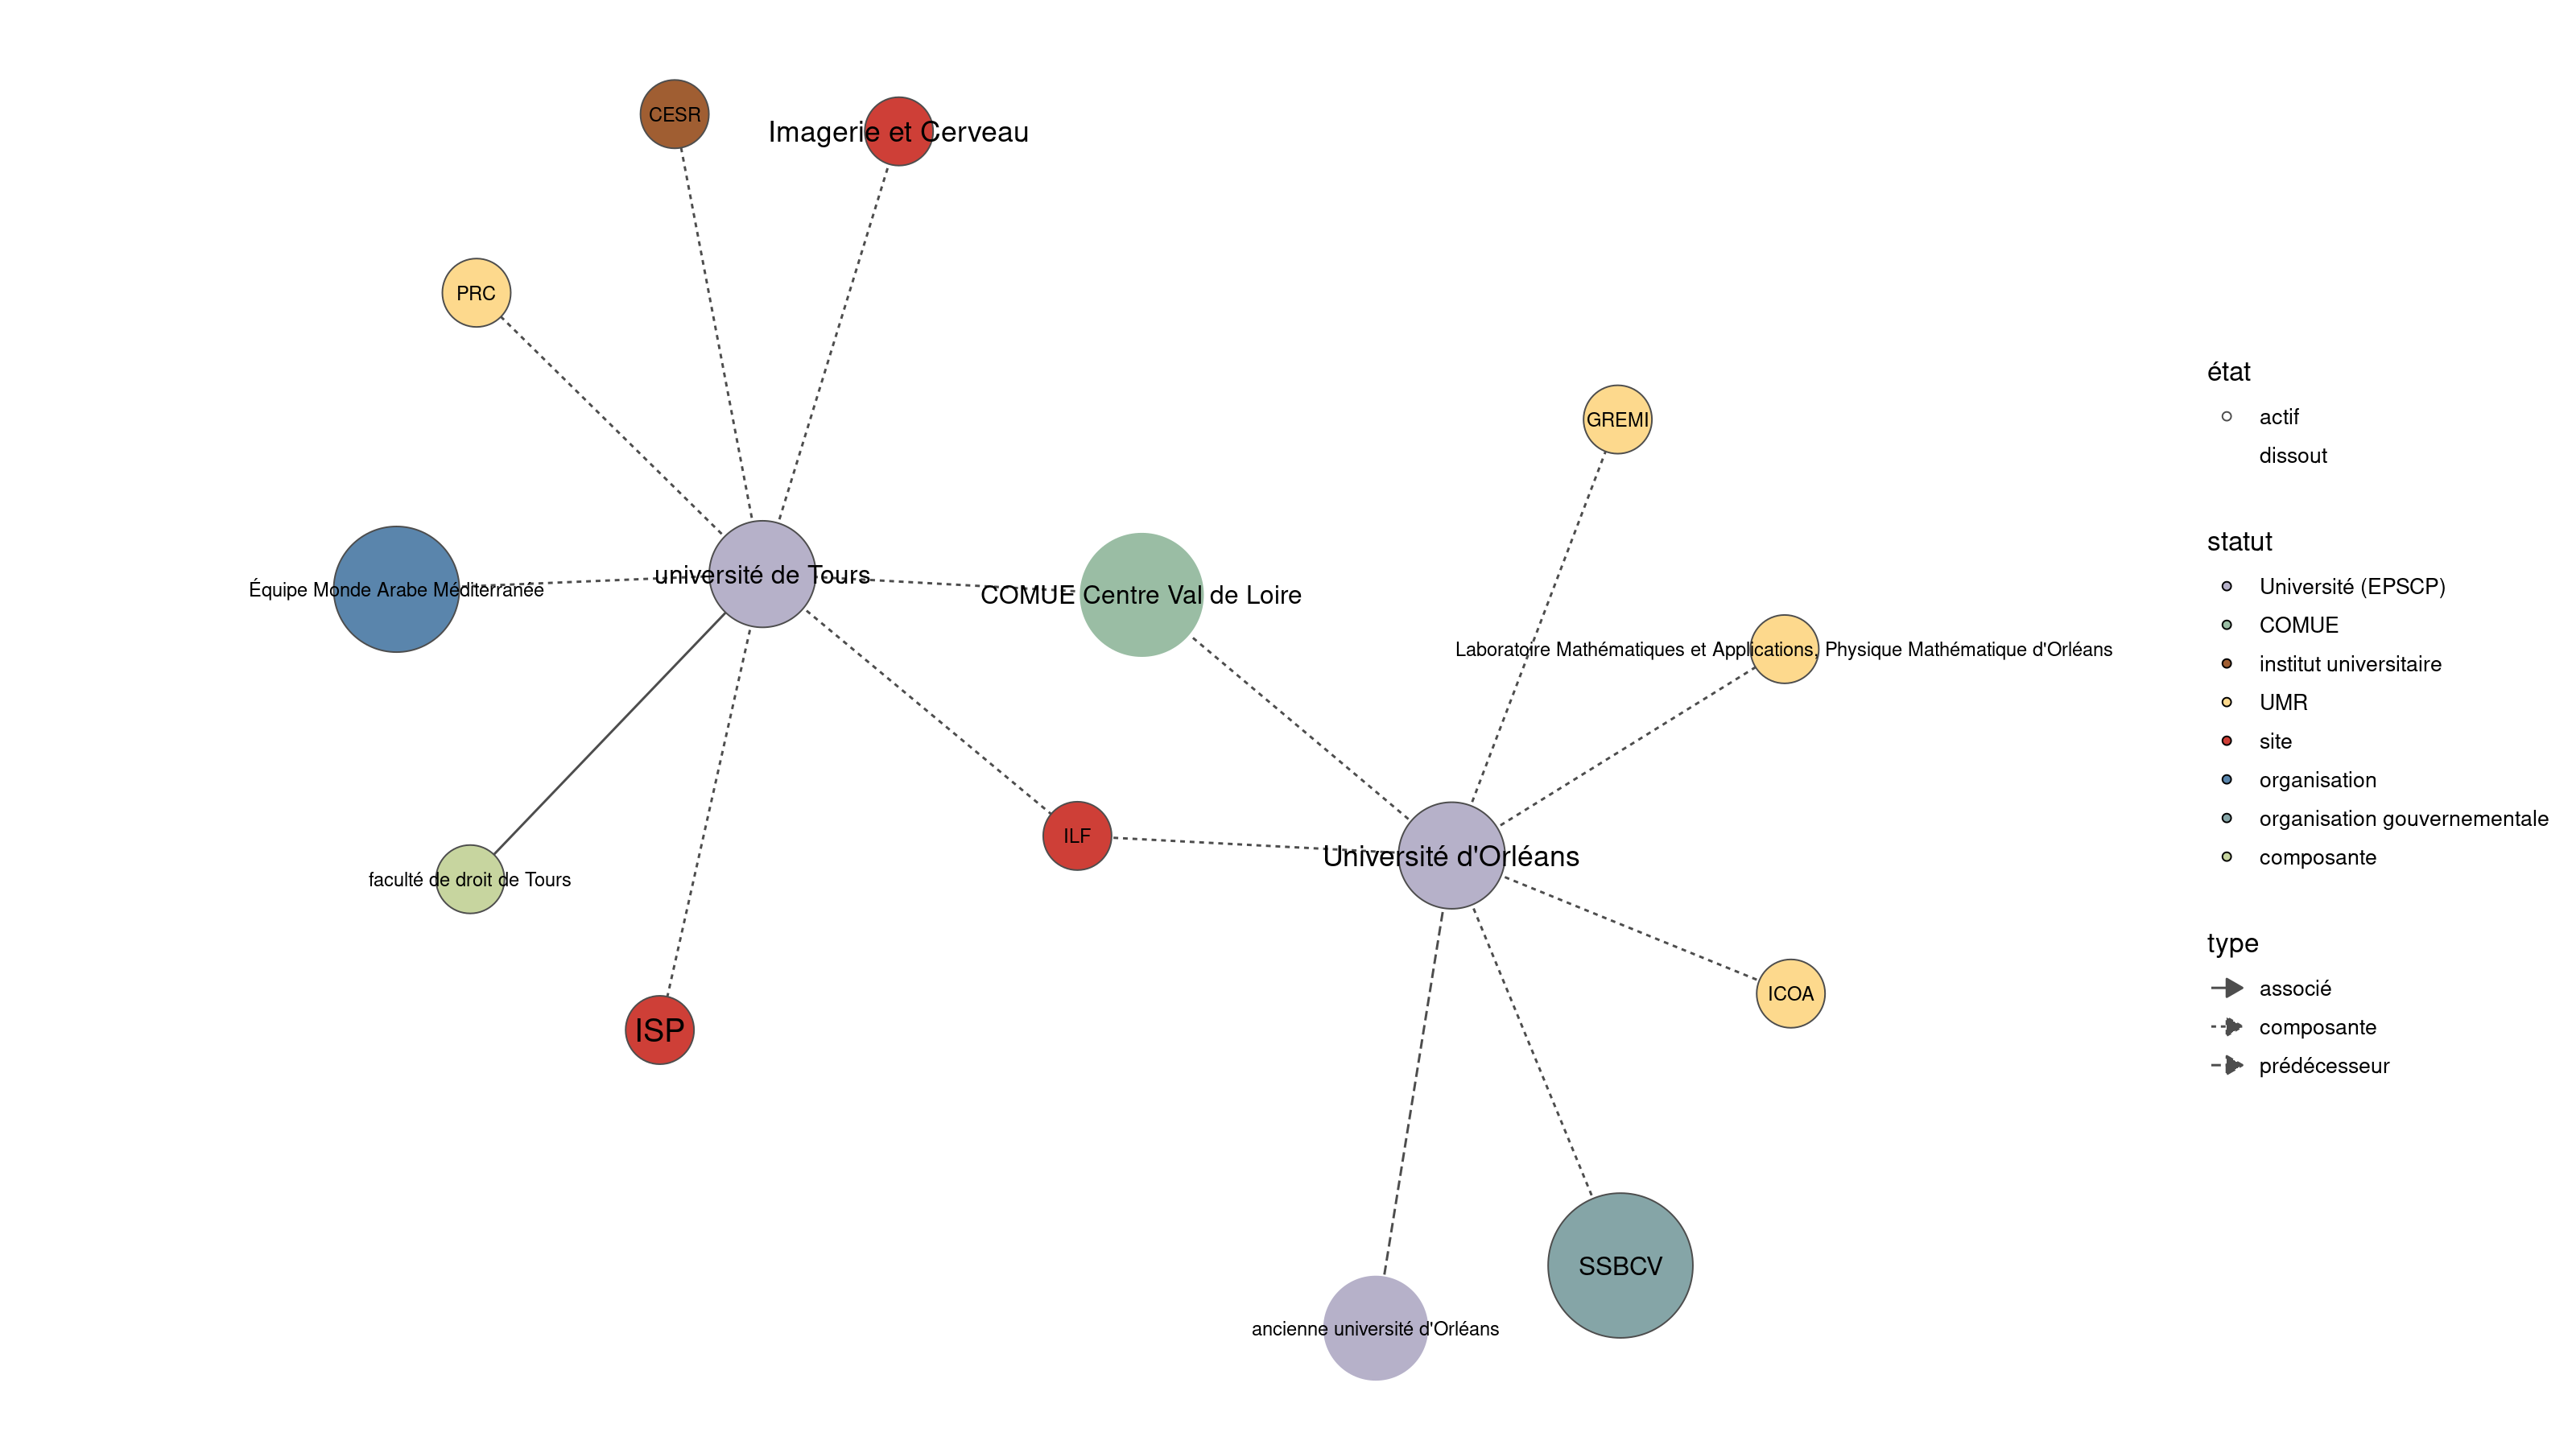 CESR
Imagerie et Cerveau
PRC
GREMI
université de Tours
Équipe Monde Arabe Méditerranée
COMUE Centre Val de Loire
Laboratoire Mathématiques et Applications, Physique Mathématique d'Orléans
ILF
Université d'Orléans
faculté de droit de Tours
ICOA
ISP
SSBCV
ancienne université d'Orléans
état
actif
dissout
statut
Université (EPSCP)
COMUE
institut universitaire
UMR
site
organisation
organisation gouvernementale
composante
type
associé
composante
prédécesseur